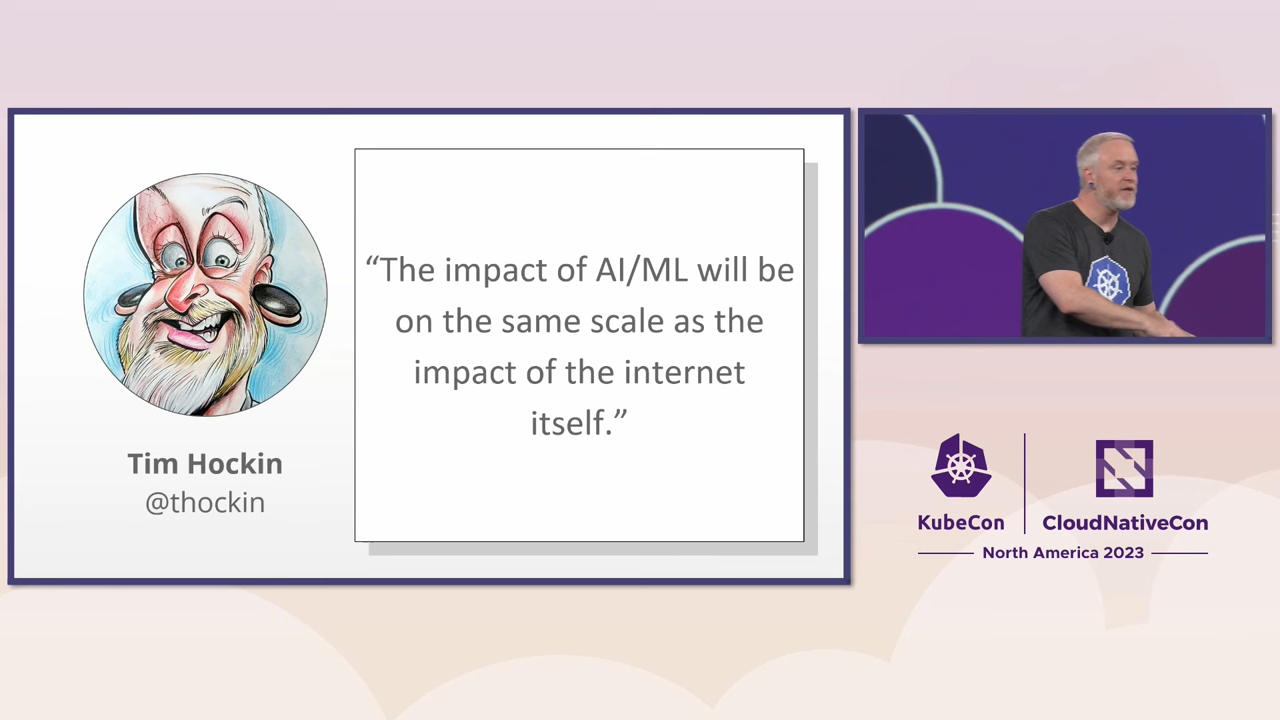 “The impact of AI/ML will be
on the same scale as the
impact of the internet
itself.”
Tim Hockin
@thockin
KubeCon
CloudNativeCon
North America 2023